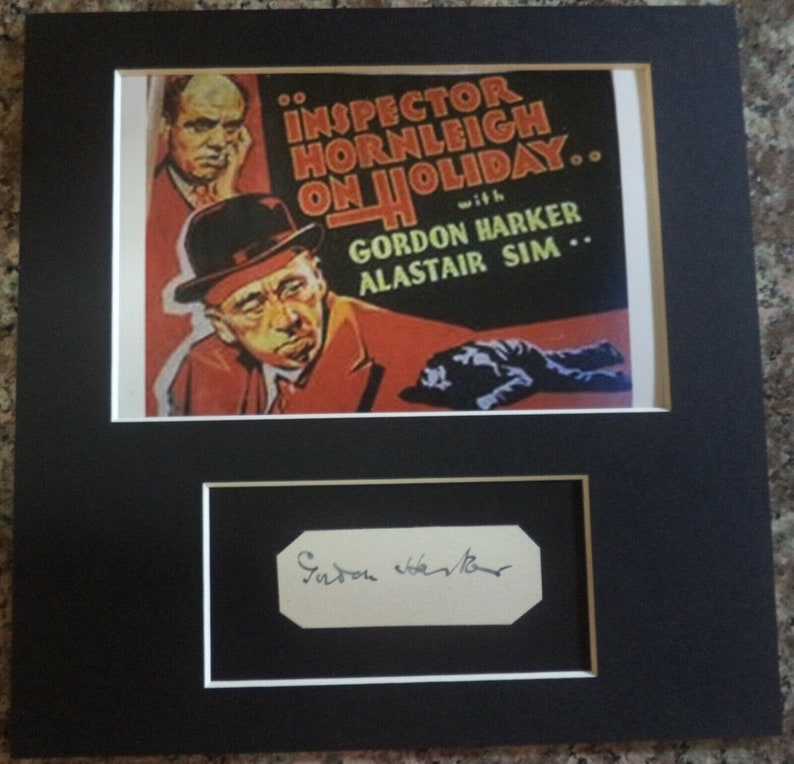 .. INSPECTOR
HORNLEIGH
ON HOLIDAY..
with
GORDON HARKER
ALASTAIR SIM ..
Gordon Harker